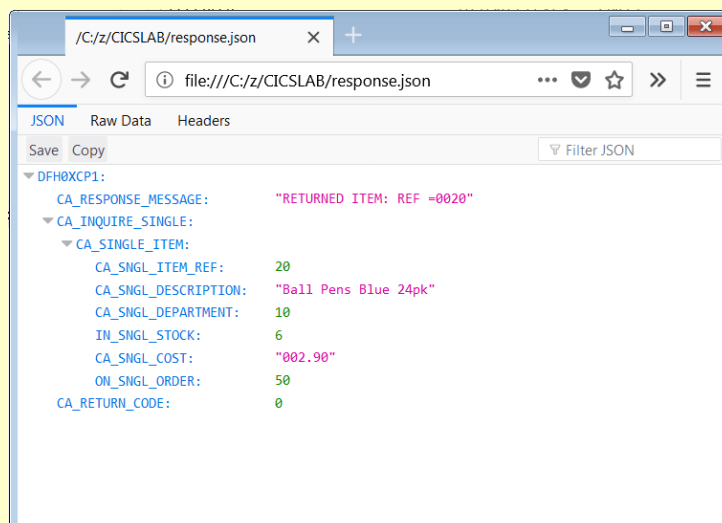 /C:/z/CICSLAB/response.json
file:///C:/z/CICSLAB/response.json
JSON Raw Data Headers
Save Copy Filter JSON
DFH0XCP1:
CA_RESPONSE_MESSAGE: "RETURNED ITEM: REF =0020"
CA_INQUIRE_SINGLE:
CA_SINGLE_ITEM:
CA_SNGL_ITEM_REF: 20
CA_SNGL_DESCRIPTION: "Ball Pens Blue 24pk"
CA_SNGL_DEPARTMENT: 10
IN_SNGL_STOCK: 6
CA_SNGL_COST: "002.90"
ON_SNGL_ORDER: 50
CA_RETURN_CODE: 0